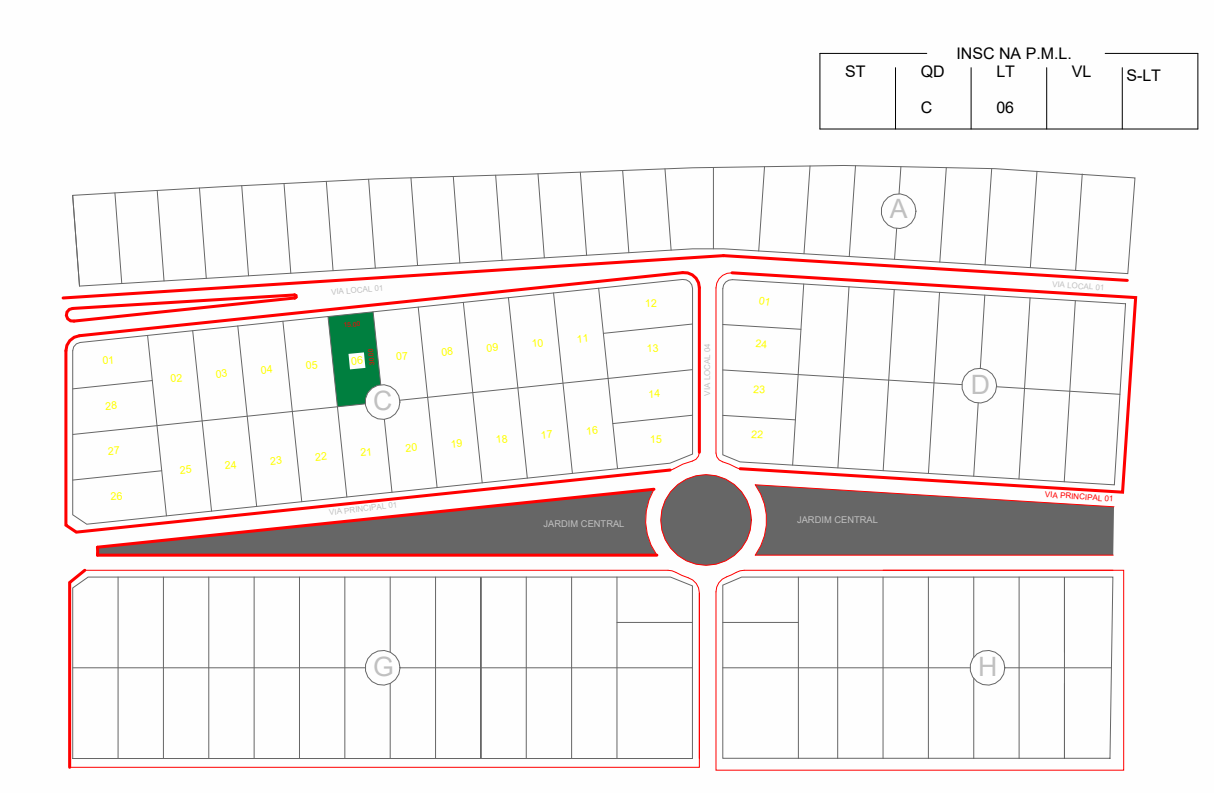 INSC NA P.M.L.
ST QD LT VL S-LT
C 06
A
VIA LOCAL 01
VIA LOCAL 01
01 02 03 04 05 06 07 08 09 10 11 12
13
14
15
28
27
26
25 24 23 22 21 20 19 18 17 16
C
VIA LOCAL 04
01
24
23
22
D
VIA PRINCIPAL 01
VIA PRINCIPAL 01
JARDIM CENTRAL
JARDIM CENTRAL
G
H